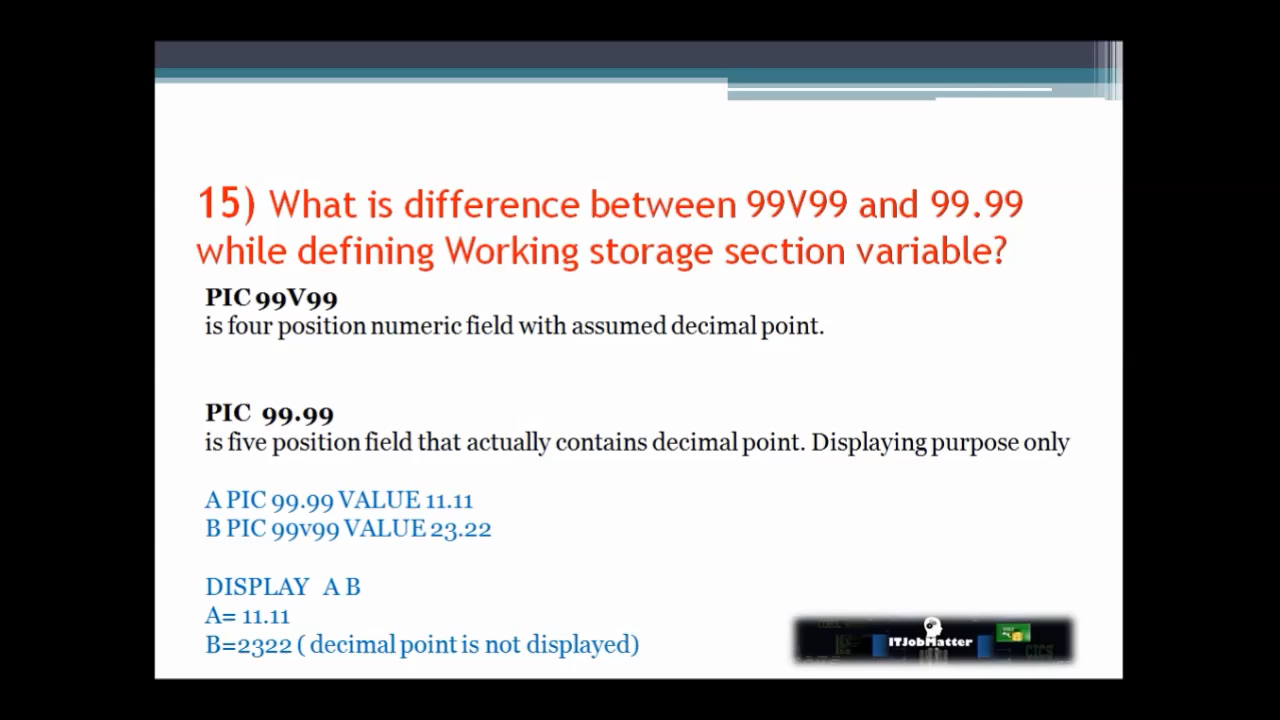 15) What is difference between 99V99 and 99.99
while defining Working storage section variable?
PIC 99V99
is four position numeric field with assumed decimal point.
PIC 99.99
is five position field that actually contains decimal point. Displaying purpose only
A PIC 99.99 VALUE 11.11
B PIC 99v99 VALUE 23.22
DISPLAY A B
A= 11.11
B=2322 ( decimal point is not displayed)
ITJobMatter
CICS